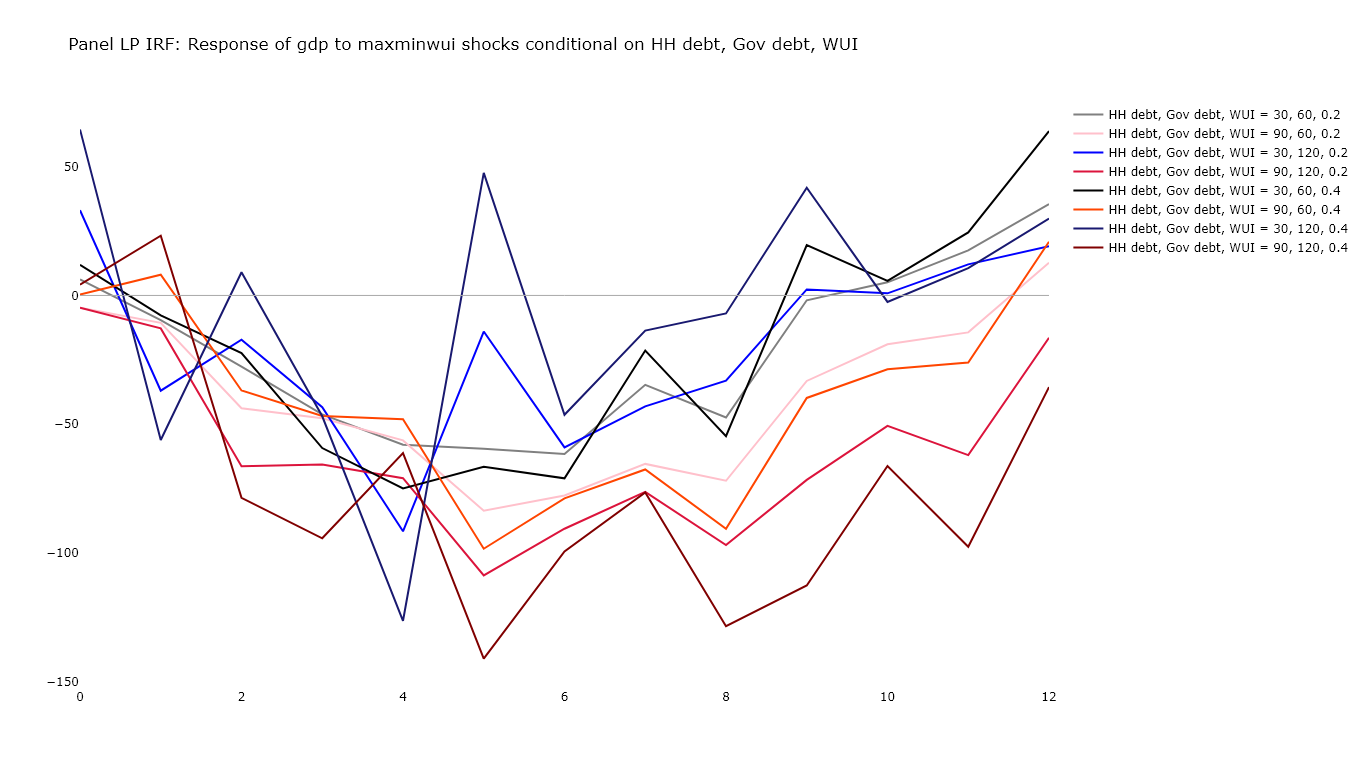 Panel LP IRF: Response of gdp to maxminwui shocks conditional on HH debt, Gov debt, WUI
HH debt, Gov debt, WUI = 30, 60, 0.2
HH debt, Gov debt, WUI = 90, 60, 0.2
HH debt, Gov debt, WUI = 30, 120, 0.2
HH debt, Gov debt, WUI = 90, 120, 0.2
HH debt, Gov debt, WUI = 30, 60, 0.4
HH debt, Gov debt, WUI = 90, 60, 0.4
HH debt, Gov debt, WUI = 30, 120, 0.4
HH debt, Gov debt, WUI = 90, 120, 0.4
50
0
−50
−100
−150
0 2 4 6 8 10 12